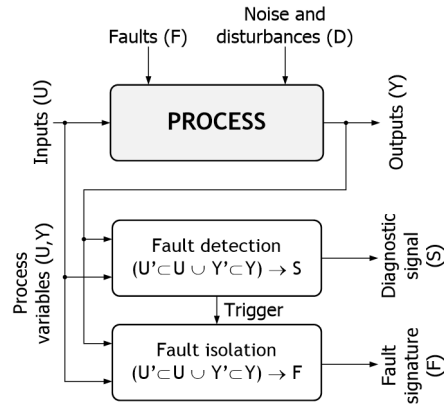 Noise and
disturbances (D)
Faults (F)
Inputs (U)
PROCESS
Outputs (Y)
Process
variables (U,Y)
Fault detection
(U'⊂U ∪ Y'⊂Y) → S
Diagnostic
signal
(S)
Trigger
Fault isolation
(U'⊂U ∪ Y'⊂Y) → F
Fault
signature
(F)